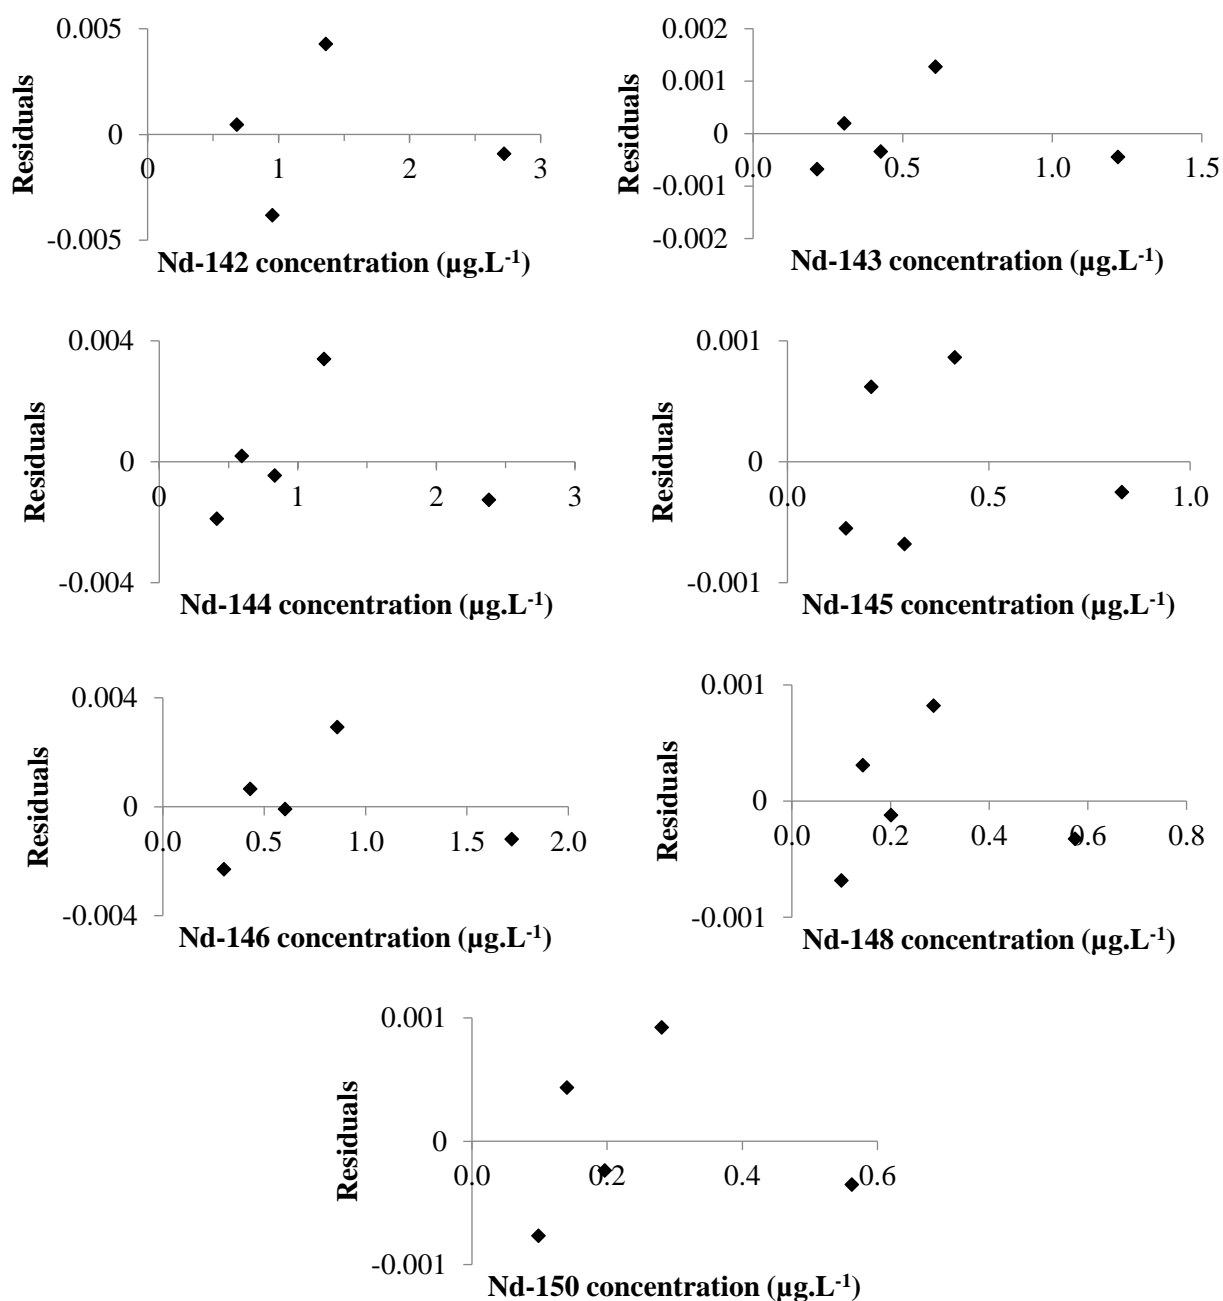 0.005
0
-0.005
0 1 2 3
Residuals
Nd-142 concentration (µg.L-1)
0.002
0.001
0
-0.001
-0.002
0.0 0.5 1.0 1.5
Residuals
Nd-143 concentration (µg.L-1)
0.004
0
-0.004
0 1 2 3
Residuals
Nd-144 concentration (µg.L-1)
0.001
0
-0.001
0.0 0.5 1.0
Residuals
Nd-145 concentration (µg.L-1)
0.004
0
-0.004
0.0 0.5 1.0 1.5 2.0
Residuals
Nd-146 concentration (µg.L-1)
0.001
0
-0.001
0.0 0.2 0.4 0.6 0.8
Residuals
Nd-148 concentration (µg.L-1)
0.001
0
-0.001
0.0 0.2 0.4 0.6
Residuals
Nd-150 concentration (µg.L-1)